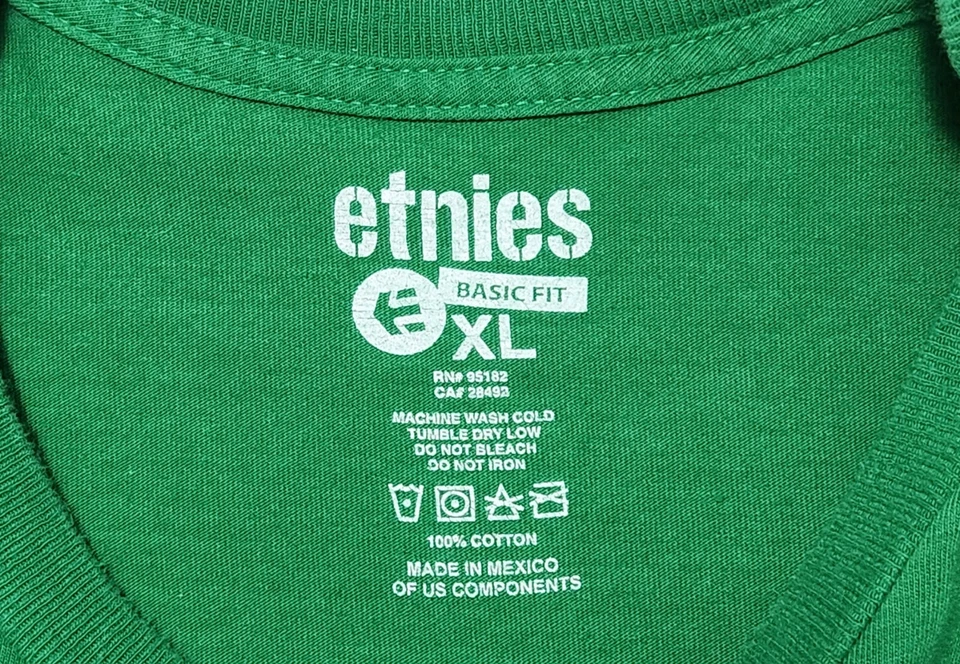 etnies
BASIC FIT
XL
RN# 95182
CA# 28493
MACHINE WASH COLD
TUMBLE DRY LOW
DO NOT BLEACH
DO NOT IRON
100% COTTON
MADE IN MEXICO
OF US COMPONENTS